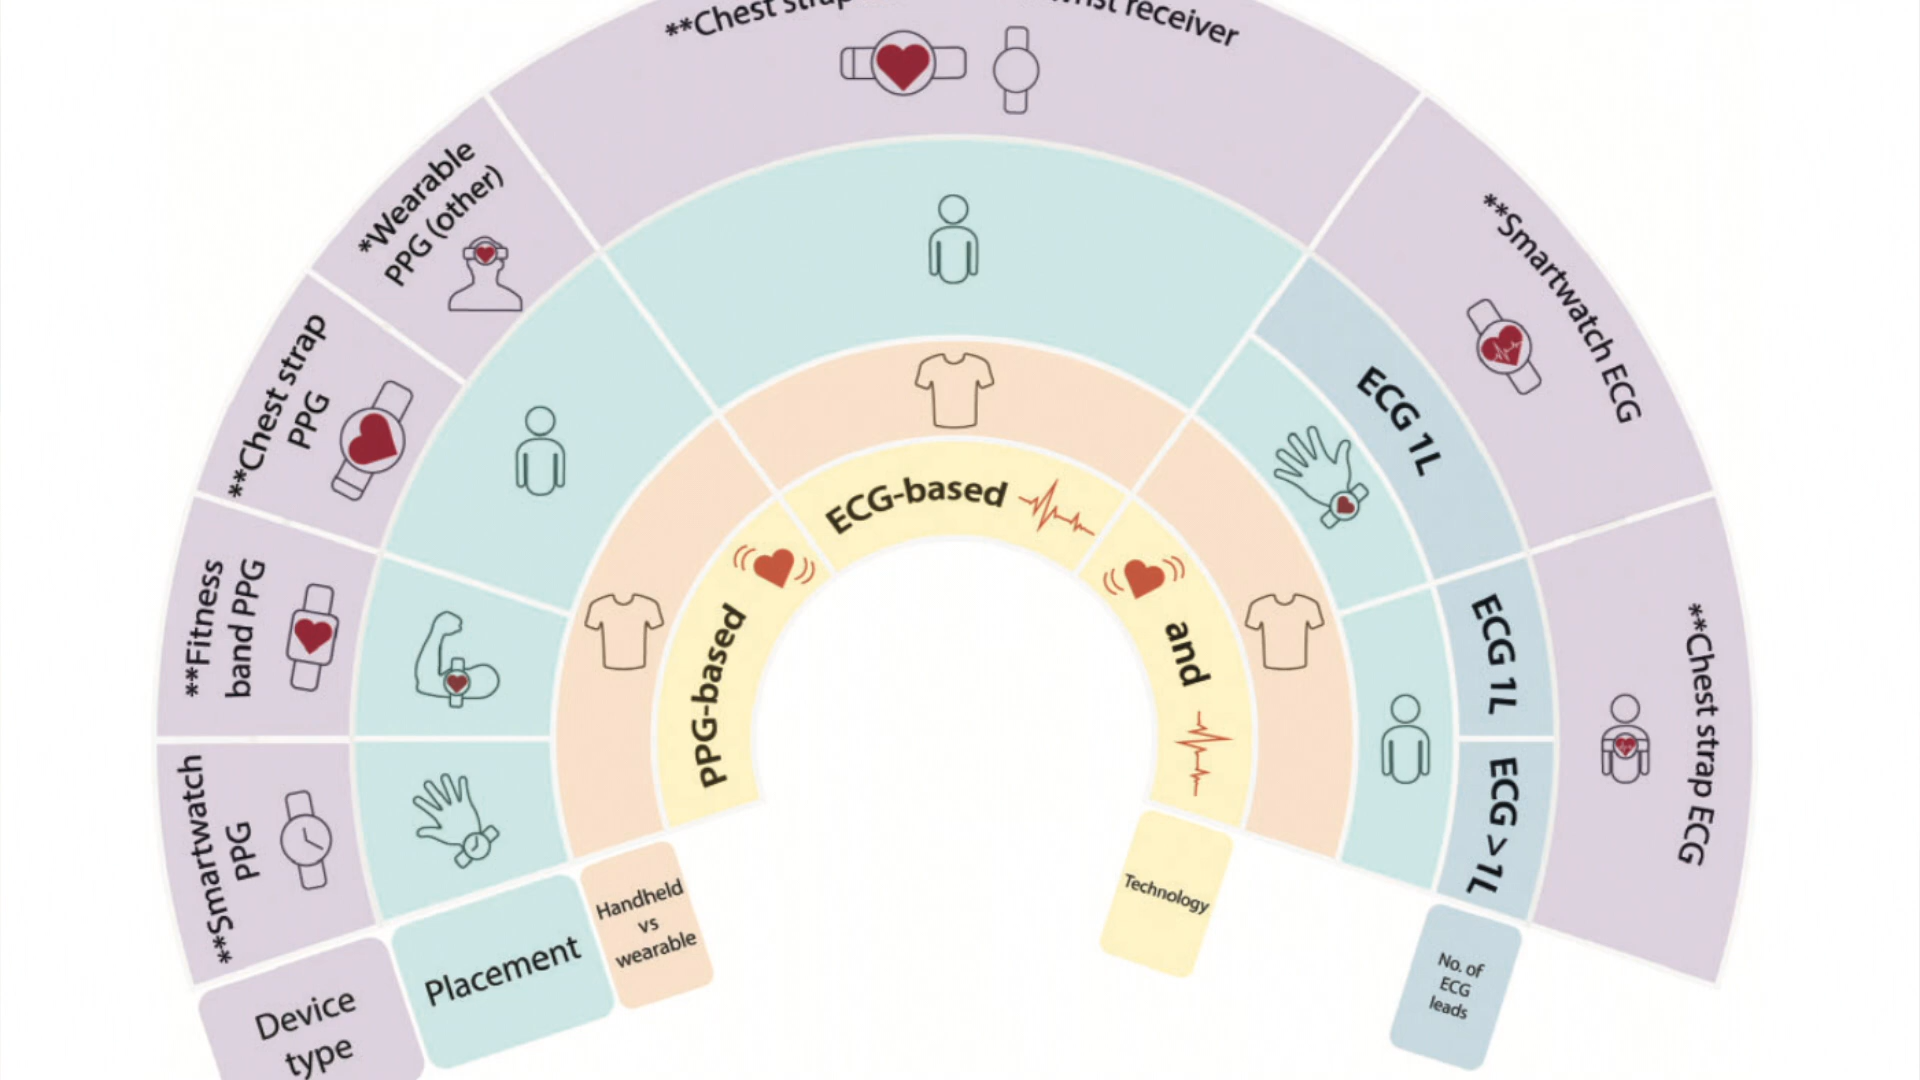 **Chest strap
wrist receiver
*Wearable
PPG (other)
**Chest strap
PPG
**Fitness
band PPG
**Smartwatch
PPG
**Smartwatch ECG
**Chest strap ECG
ECG 1L
ECG 1L
ECG >1L
PPG-based
ECG-based
and
Handheld
vs
wearable
Placement
Device
type
Technology
No. of
ECG
leads